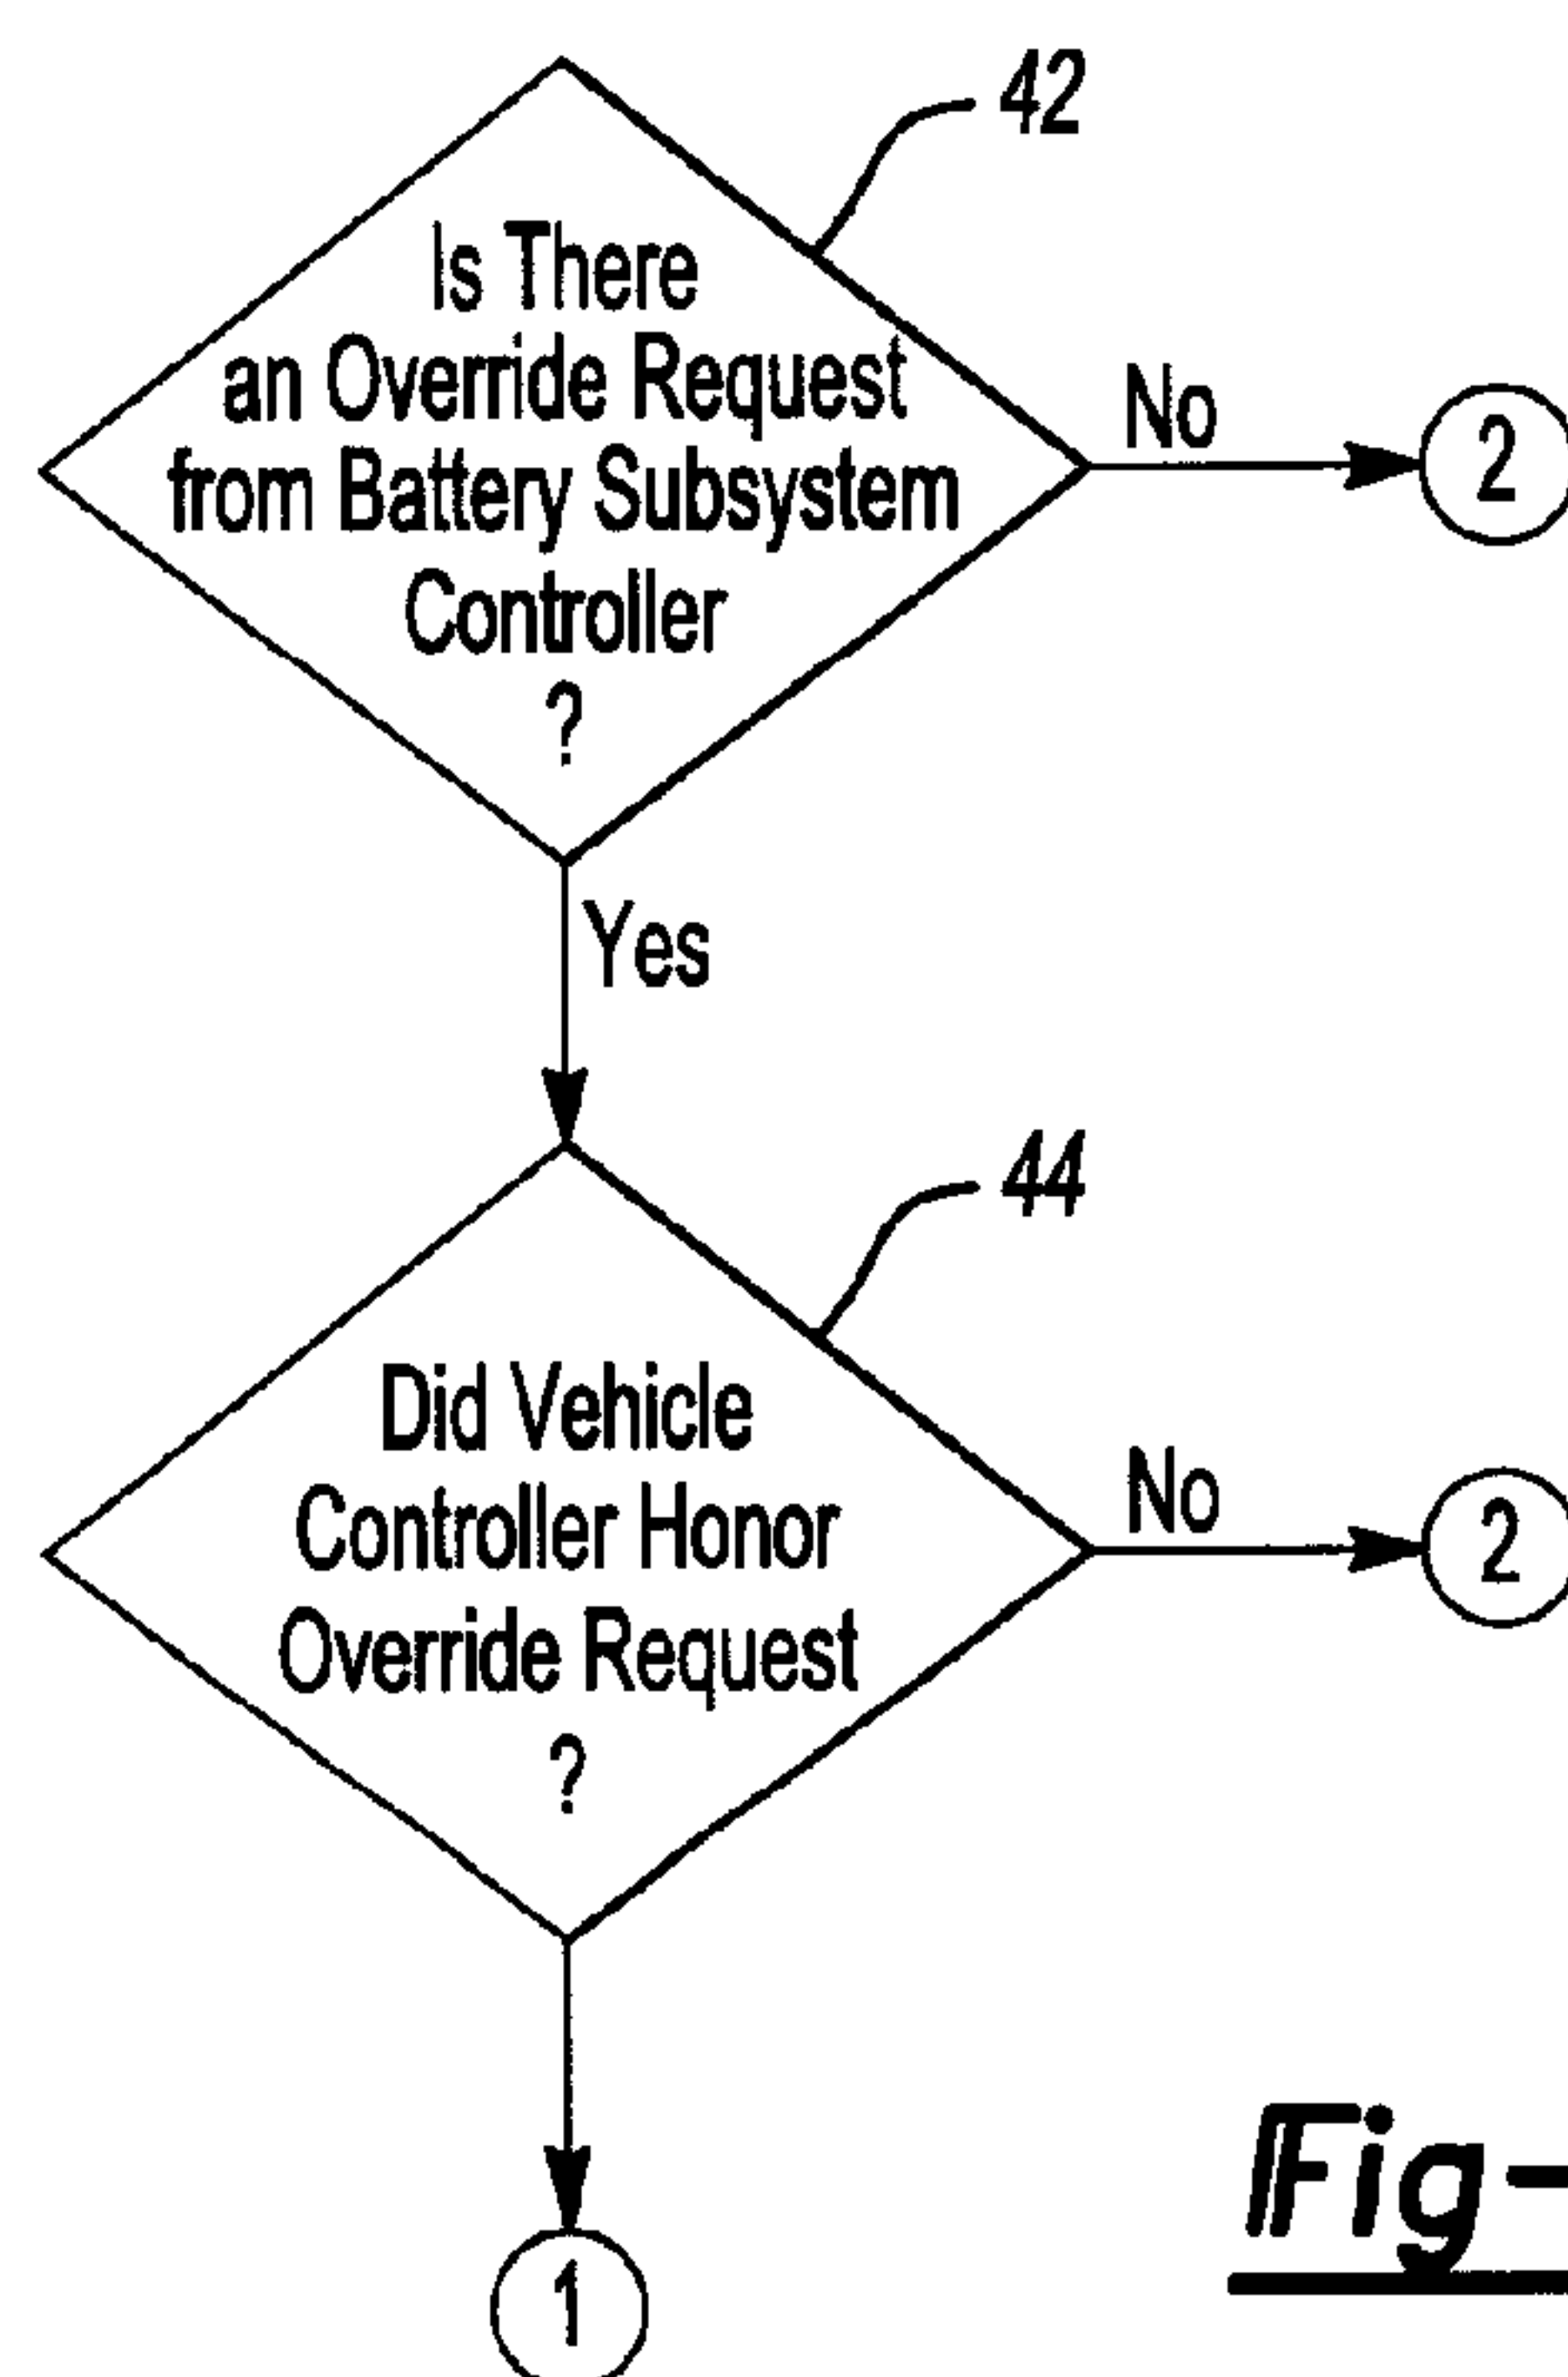 42
Is There
an Override Request
from Battery Subsystem
Controller
?
No
2
Yes
44
Did Vehicle
Controller Honor
Override Request
?
No
2
1
Fig-